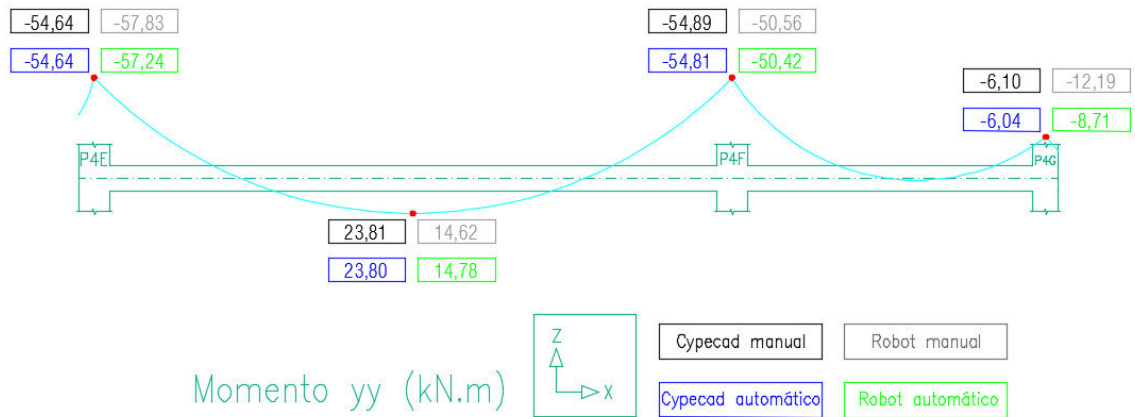 -54,64 -57,83
-54,64 -57,24
-54,89 -50,56
-54,81 -50,42
-6,10 -12,19
-6,04 -8,71
P4E
P4F
P4G
23,81 14,62
23,80 14,78
Momento yy (kN.m)
Z
X
Cypecad manual Robot manual
Cypecad automático Robot automático